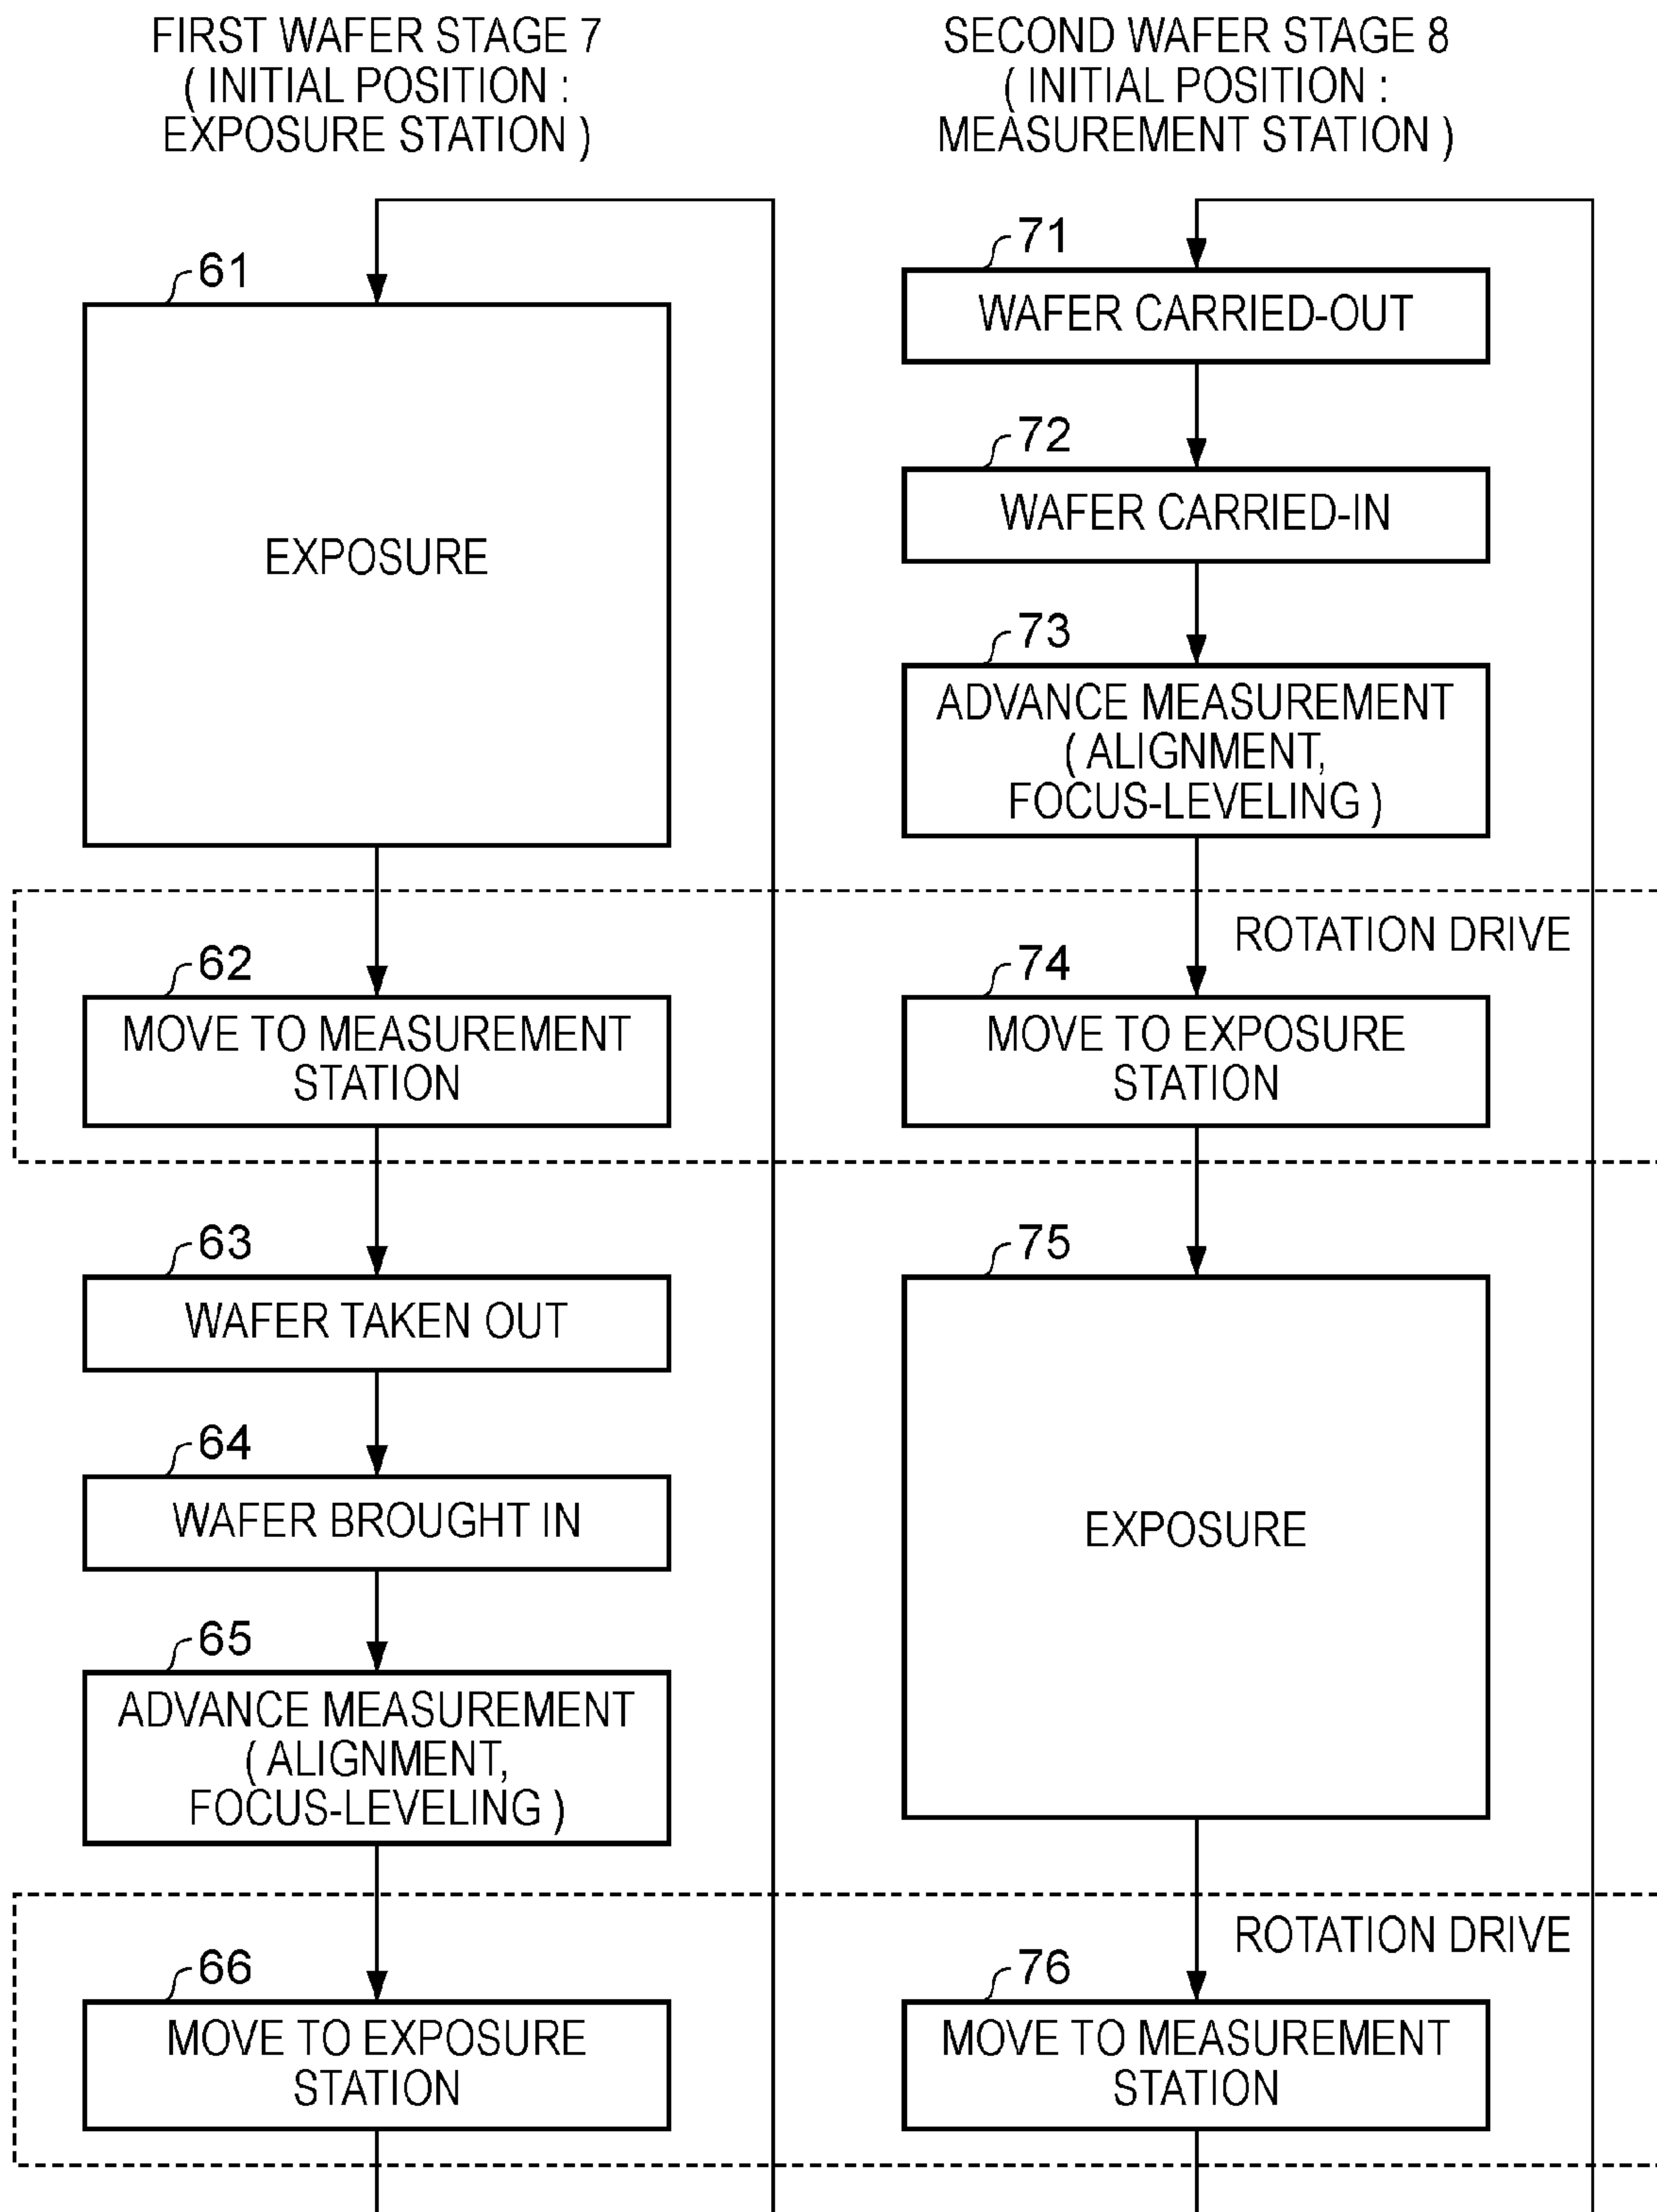 FIRST WAFER STAGE 7
( INITIAL POSITION :
EXPOSURE STATION )
61
EXPOSURE
62
MOVE TO MEASUREMENT
STATION
63
WAFER TAKEN OUT
64
WAFER BROUGHT IN
65
ADVANCE MEASUREMENT
( ALIGNMENT,
FOCUS-LEVELING )
66
MOVE TO EXPOSURE
STATION
SECOND WAFER STAGE 8
( INITIAL POSITION :
MEASUREMENT STATION )
71
WAFER CARRIED-OUT
72
WAFER CARRIED-IN
73
ADVANCE MEASUREMENT
( ALIGNMENT,
FOCUS-LEVELING )
ROTATION DRIVE
74
MOVE TO EXPOSURE
STATION
75
EXPOSURE
ROTATION DRIVE
76
MOVE TO MEASUREMENT
STATION